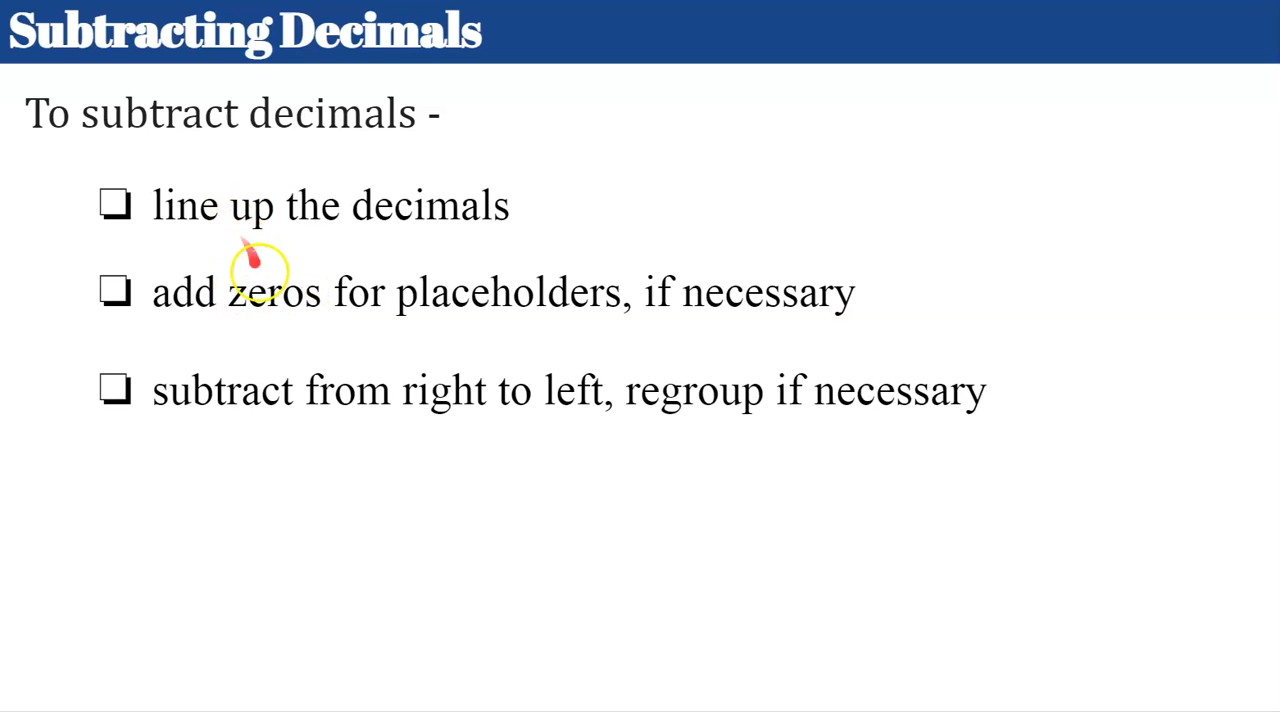 Subtracting Decimals
To subtract decimals -
❏ line up the decimals
❏ add zeros for placeholders, if necessary
❏ subtract from right to left, regroup if necessary